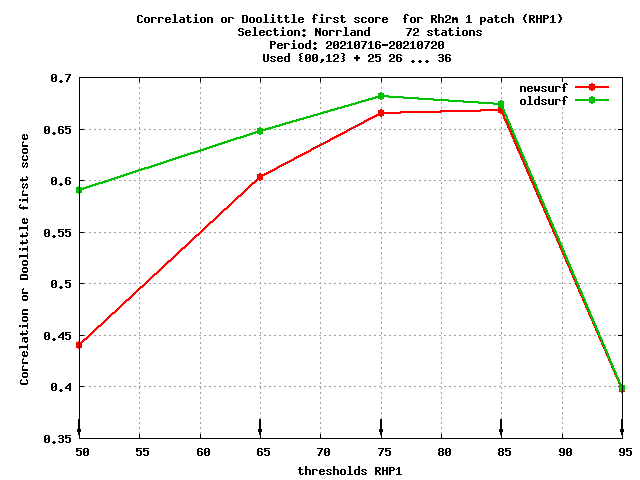 Correlation or Doolittle first score  for Rh2m 1 patch (RHP1)
Selection: Norrland     72 stations
Period: 20210716-20210720
Used {00,12} + 25 26 ... 36
newsurf
oldsurf
Correlation or Doolittle first score
0.7
0.65
0.6
0.55
0.5
0.45
0.4
0.35
50 55 60 65 70 75 80 85 90 95
thresholds RHP1